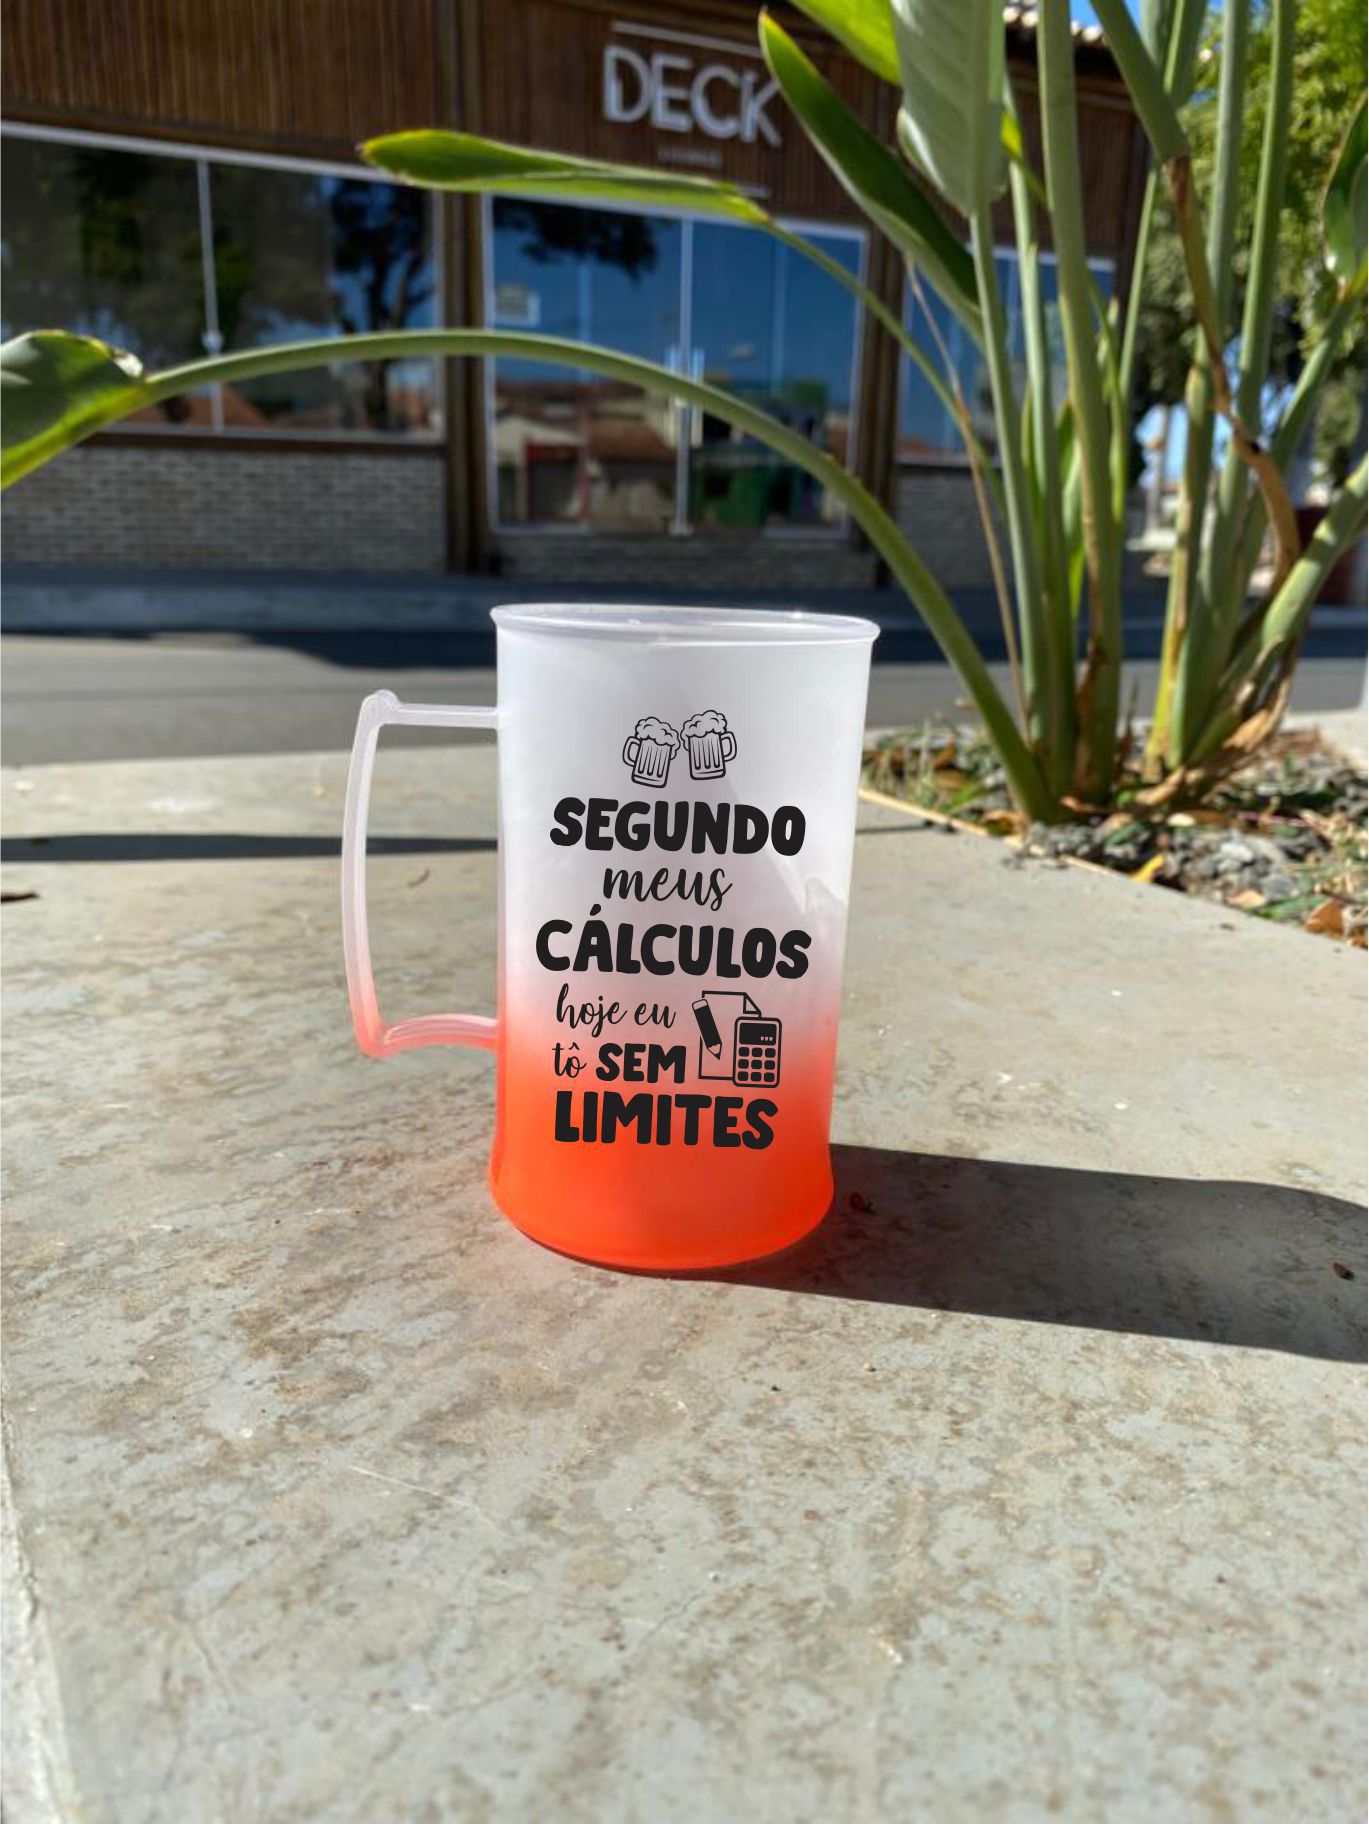 DECK
SEGUNDO
meus
CÁLCULOS
hoje eu
tô SEM
LIMITES